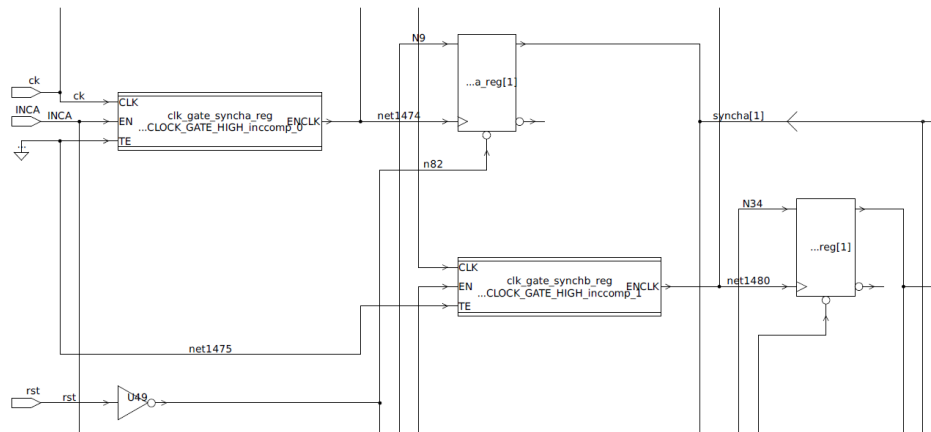 N9
...a_reg[1]
ck
ck
CLK
clk_gate_syncha_reg
INCA
INCA
EN
...CLOCK_GATE_HIGH_inccomp_0
ENCLK
net1474
syncha[1]
...
TE
n82
N34
...reg[1]
CLK
clk_gate_synchb_reg
EN
...CLOCK_GATE_HIGH_inccomp_1
ENCLK
net1480
TE
net1475
rst
rst
U49